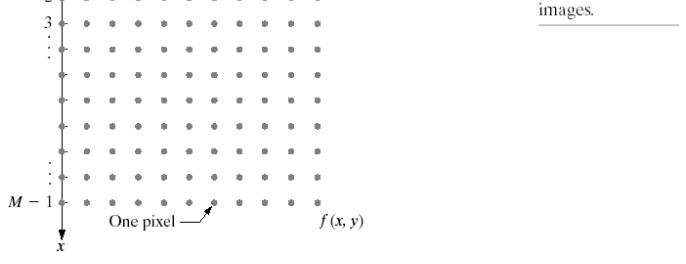 images.
3
.
.
.
.
.
.
M − 1
One pixel
f(x, y)
x